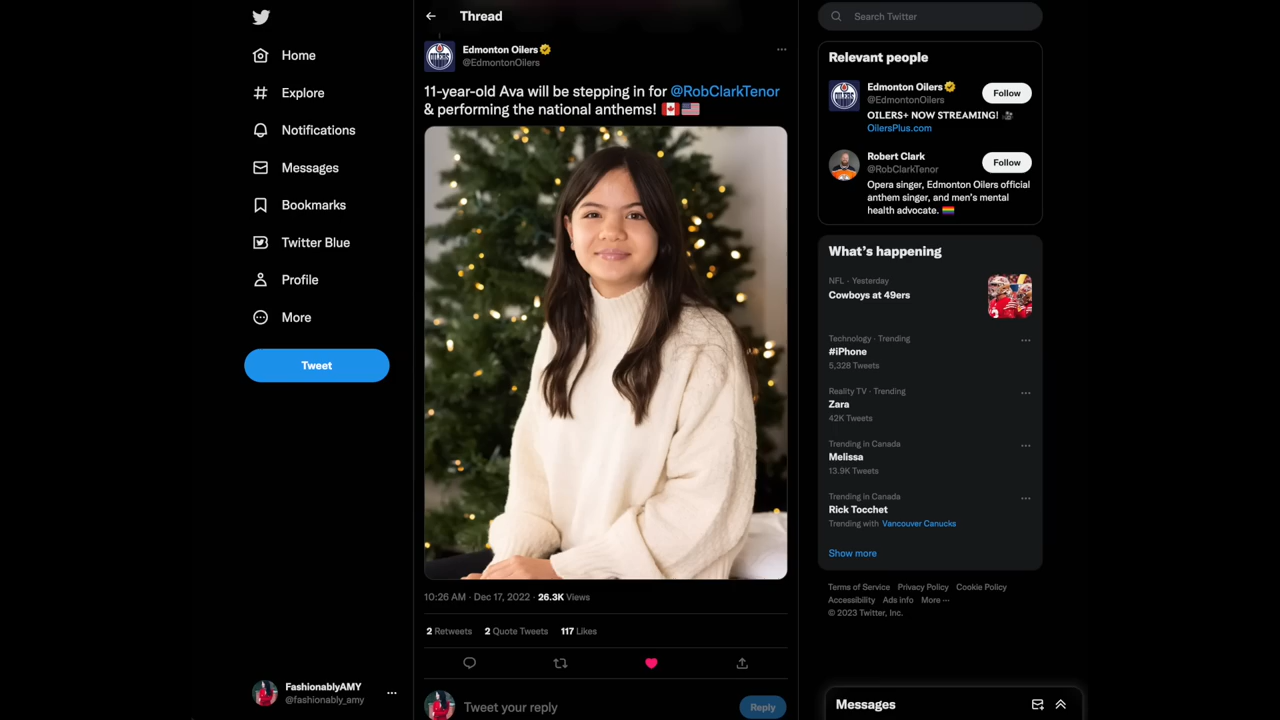 Home
Explore
Notifications
Messages
Bookmarks
Twitter Blue
Profile
More
Tweet
FashionablyAMY
@fashionably_amy
Thread
OILERS
Edmonton Oilers
@EdmontonOilers
11-year-old Ava will be stepping in for @RobClarkTenor
& performing the national anthems! 🇨🇦🇺🇸
10:26 AM · Dec 17, 2022 · 26.3K Views
2 Retweets 2 Quote Tweets 117 Likes
Tweet your reply
Reply
Search Twitter
Relevant people
OILERS
Edmonton Oilers
@EdmontonOilers
Follow
OILERS+ NOW STREAMING! 🎥
OilersPlus.com
Robert Clark
@RobClarkTenor
Follow
Opera singer, Edmonton Oilers official
anthem singer, and men's mental
health advocate. 🏳️‍🌈
What's happening
NFL · Yesterday
Cowboys at 49ers
Technology · Trending
#iPhone
5,328 Tweets
Reality TV · Trending
Zara
42K Tweets
Trending in Canada
Melissa
13.9K Tweets
Trending in Canada
Rick Tocchet
Trending with Vancouver Canucks
Show more
Terms of Service Privacy Policy Cookie Policy
Accessibility Ads info More ···
© 2023 Twitter, Inc.
Messages